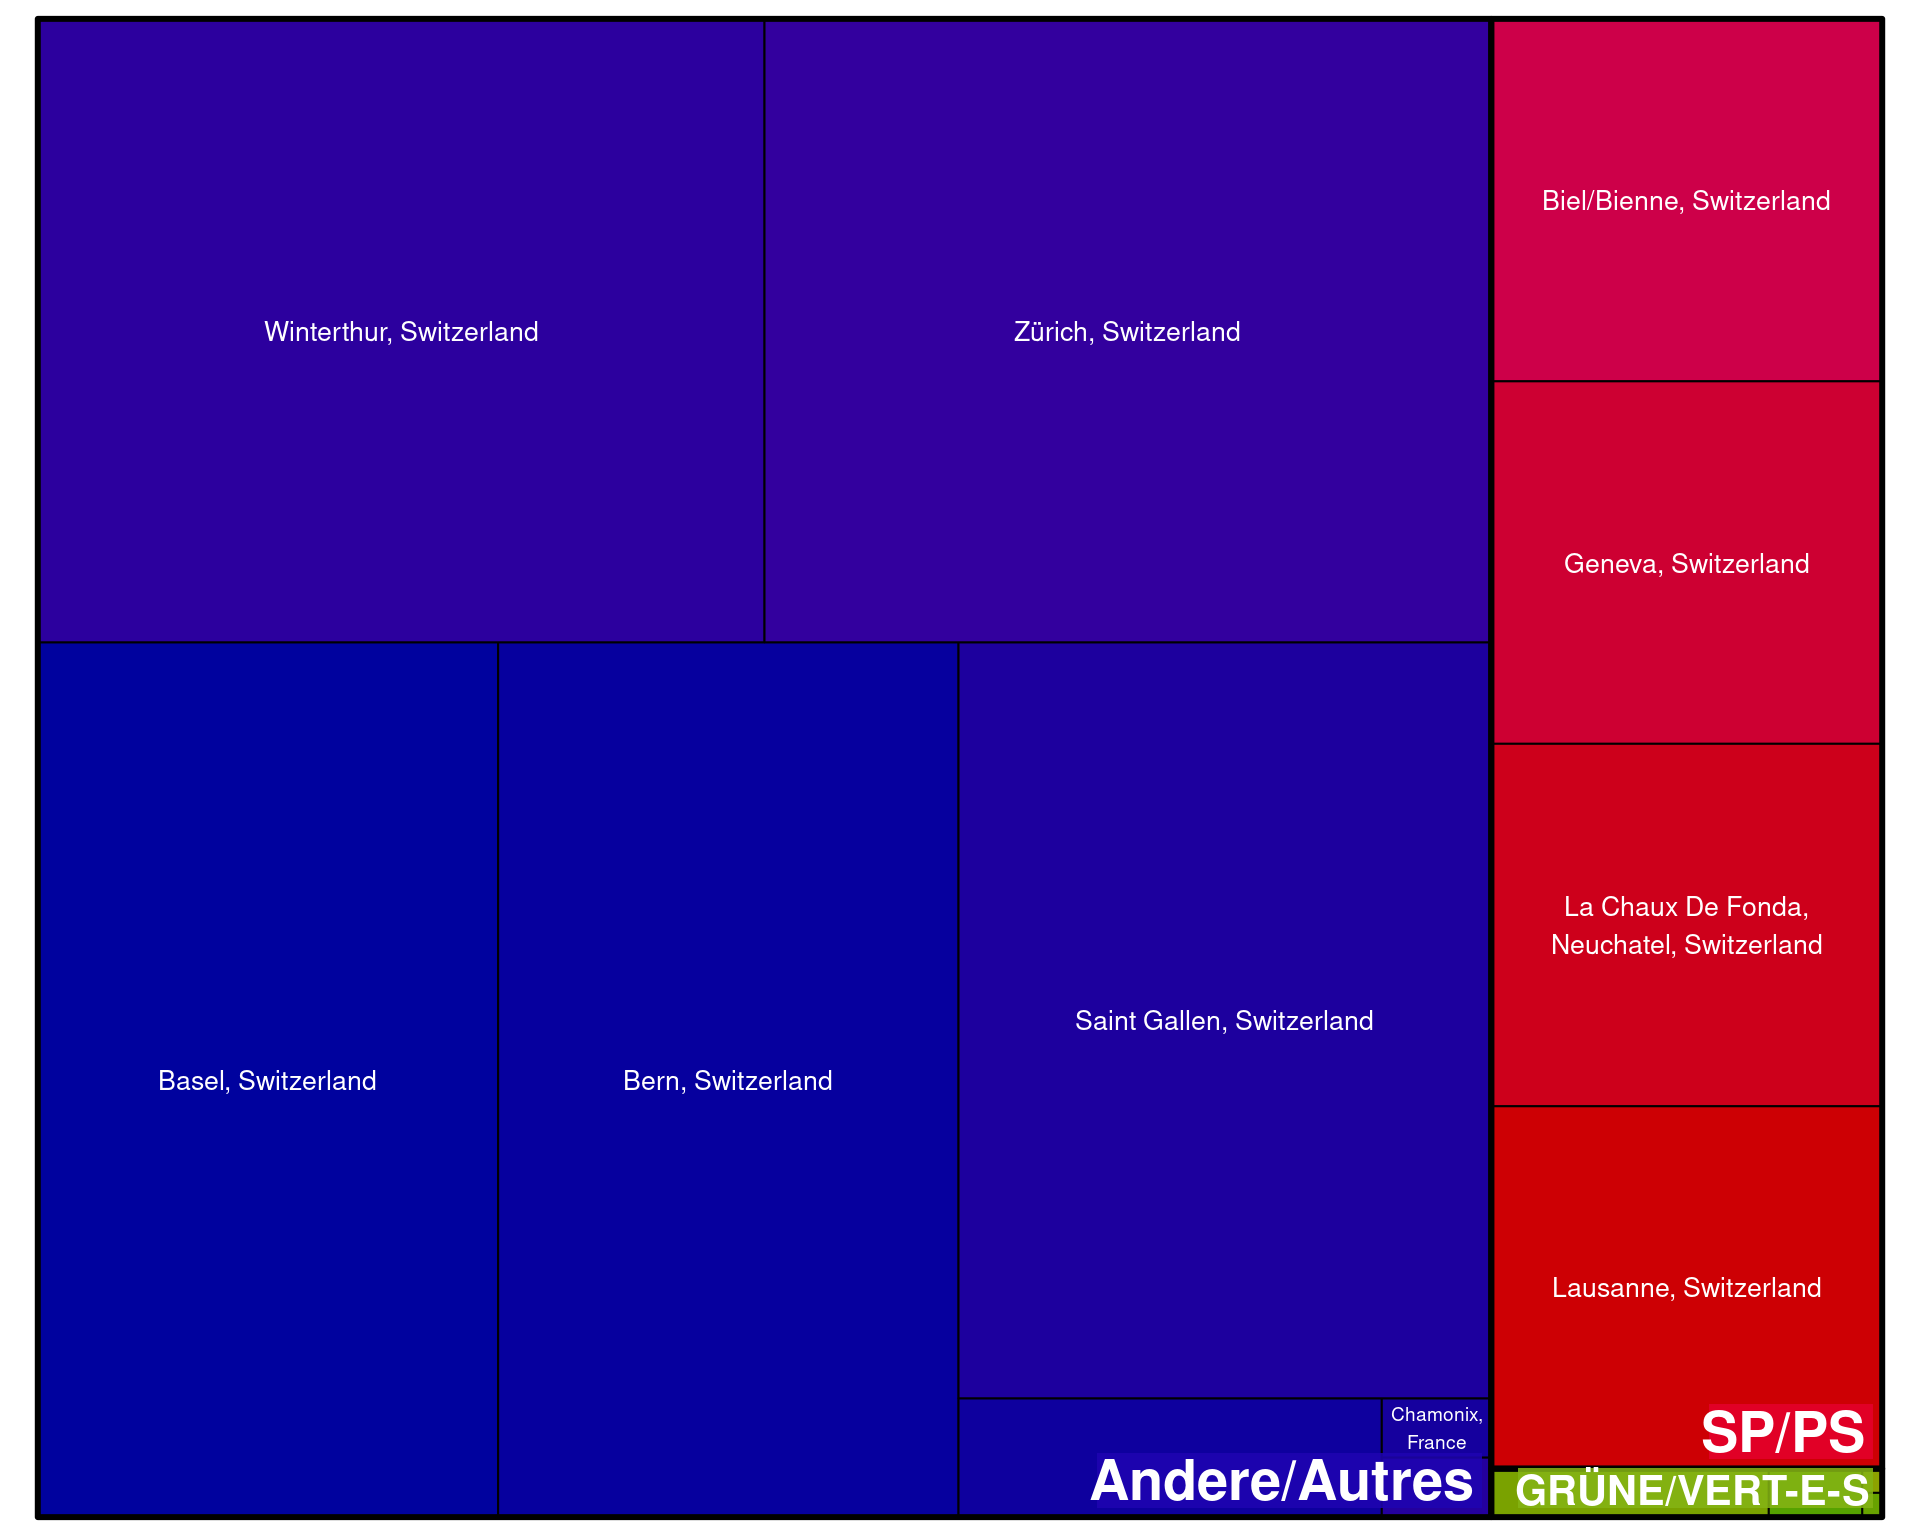 Winterthur, Switzerland
Zürich, Switzerland
Biel/Bienne, Switzerland
Geneva, Switzerland
La Chaux De Fonda,
Neuchatel, Switzerland
Basel, Switzerland
Bern, Switzerland
Saint Gallen, Switzerland
Lausanne, Switzerland
Chamonix,
France
SP/PS
Andere/Autres
GRÜNE/VERT-E-S